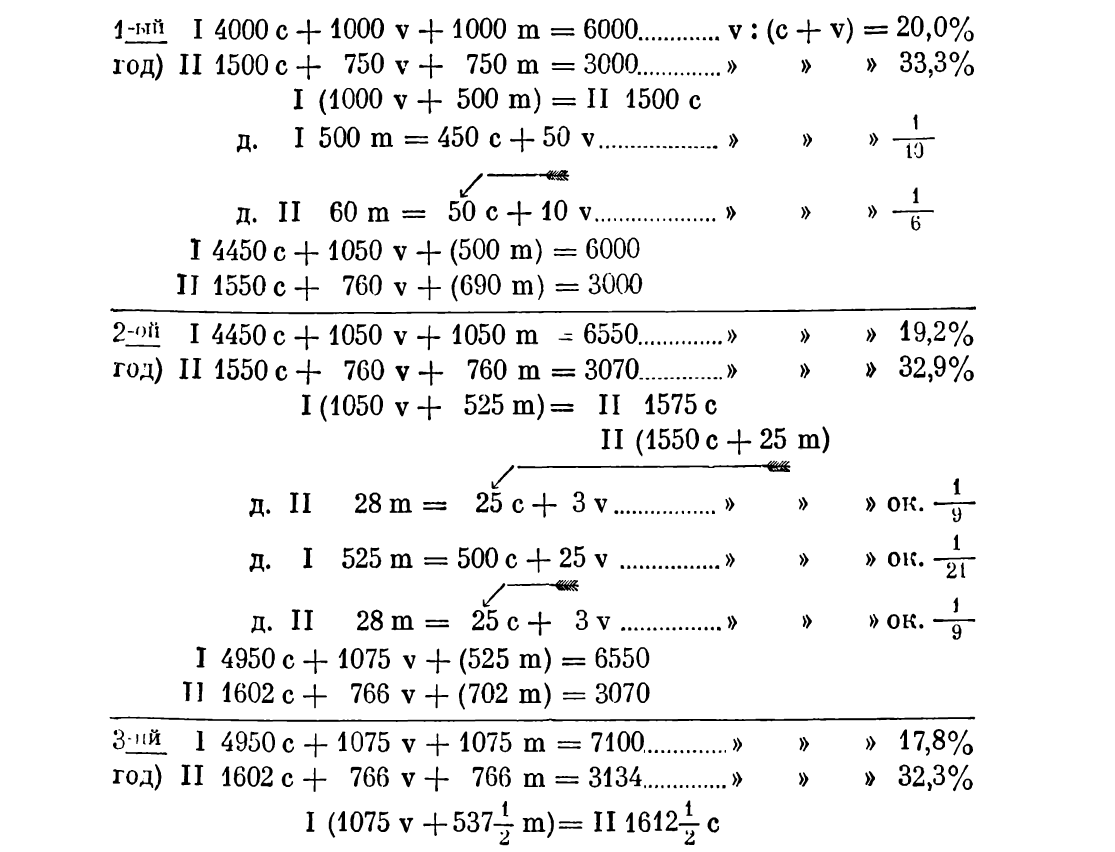 1-ый I 4000 c + 1000 v + 1000 m = 6000............. v : (c + v) = 20,0%
год) II 1500 c + 750 v + 750 m = 3000............. » » » 33,3%
I (1000 v + 500 m) = II 1500 c
д. I 500 m = 450 c + 50 v.................. » » » 1/10
д. II 60 m = 50 c + 10 v.................. » » » 1/6
I 4450 c + 1050 v + (500 m) = 6000
II 1550 c + 760 v + (690 m) = 3000
2-ой I 4450 c + 1050 v + 1050 m = 6550.............» » » 19,2%
год) II 1550 c + 760 v + 760 m = 3070.............» » » 32,9%
I (1050 v + 525 m) = II 1575 c
II (1550 c + 25 m)
д. II 28 m = 25 c + 3 v ............... » » » ок. 1/9
д. I 525 m = 500 c + 25 v ...............» » » ок. 1/21
д. II 28 m = 25 c + 3 v ...............» » » ок. 1/9
I 4950 c + 1075 v + (525 m) = 6550
II 1602 c + 766 v + (702 m) = 3070
3-ий I 4950 c + 1075 v + 1075 m = 7100.............» » » 17,8%
год) II 1602 c + 766 v + 766 m = 3134.............» » » 32,3%
I (1075 v + 537 1/2 m) = II 1612 1/2 c